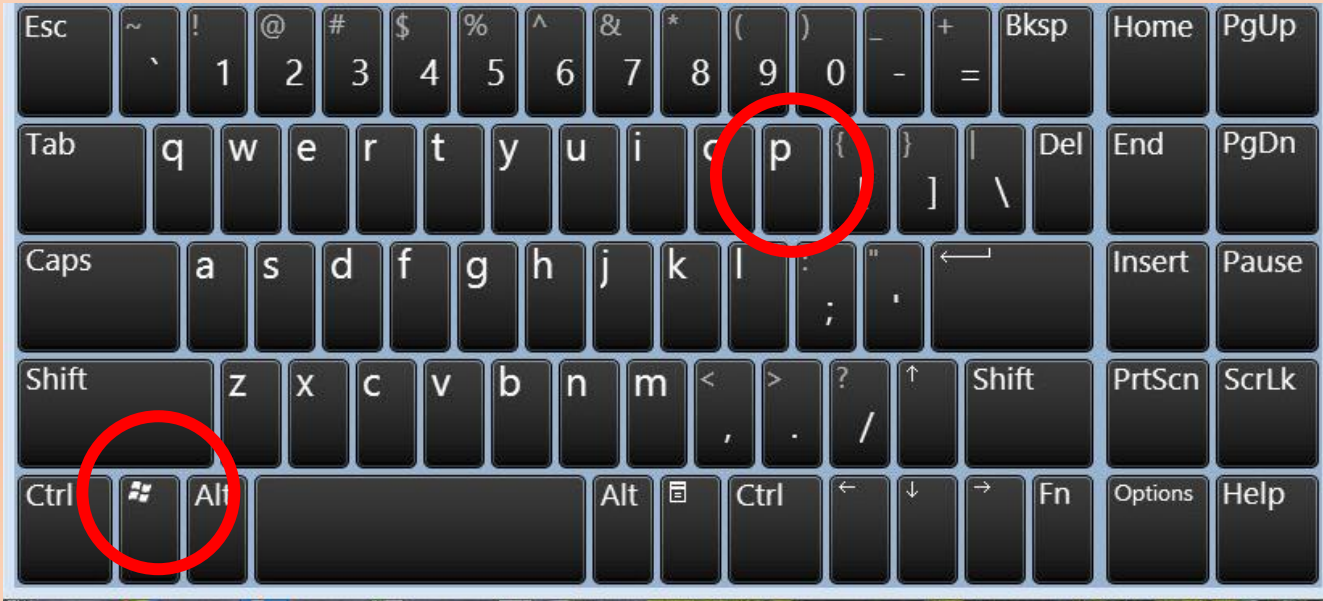 Esc ~ ` ! 1 @ 2 # 3 $ 4 % 5 ^ 6 & 7 * 8 ( 9 ) 0 _ - + = Bksp Home PgUp
Tab q w e r t y u i o p { [ } ] | \ Del End PgDn
Caps a s d f g h j k l : ; " ' Insert Pause
Shift z x c v b n m < , > . ? / ↑ Shift PrtScn ScrLk
Ctrl Alt Alt Ctrl ← ↓ → Fn Options Help